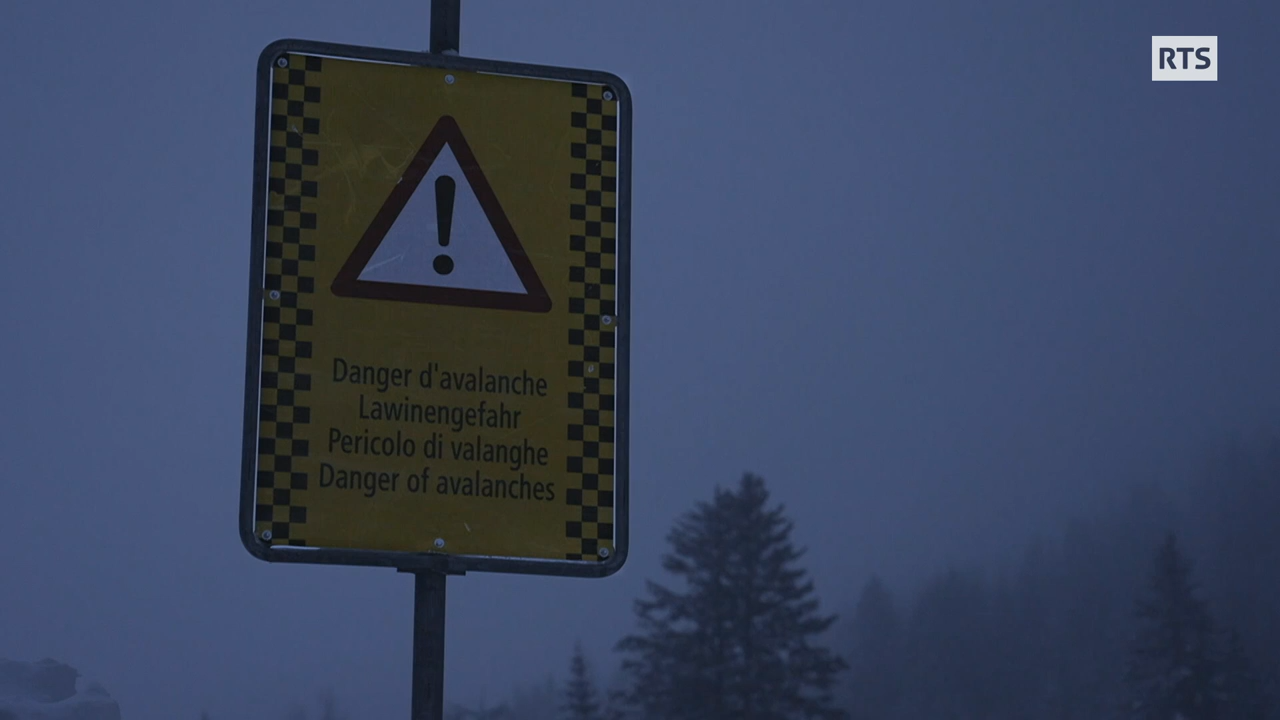 RTS
Danger d'avalanche
Lawinengefahr
Pericolo di valanghe
Danger of avalanches